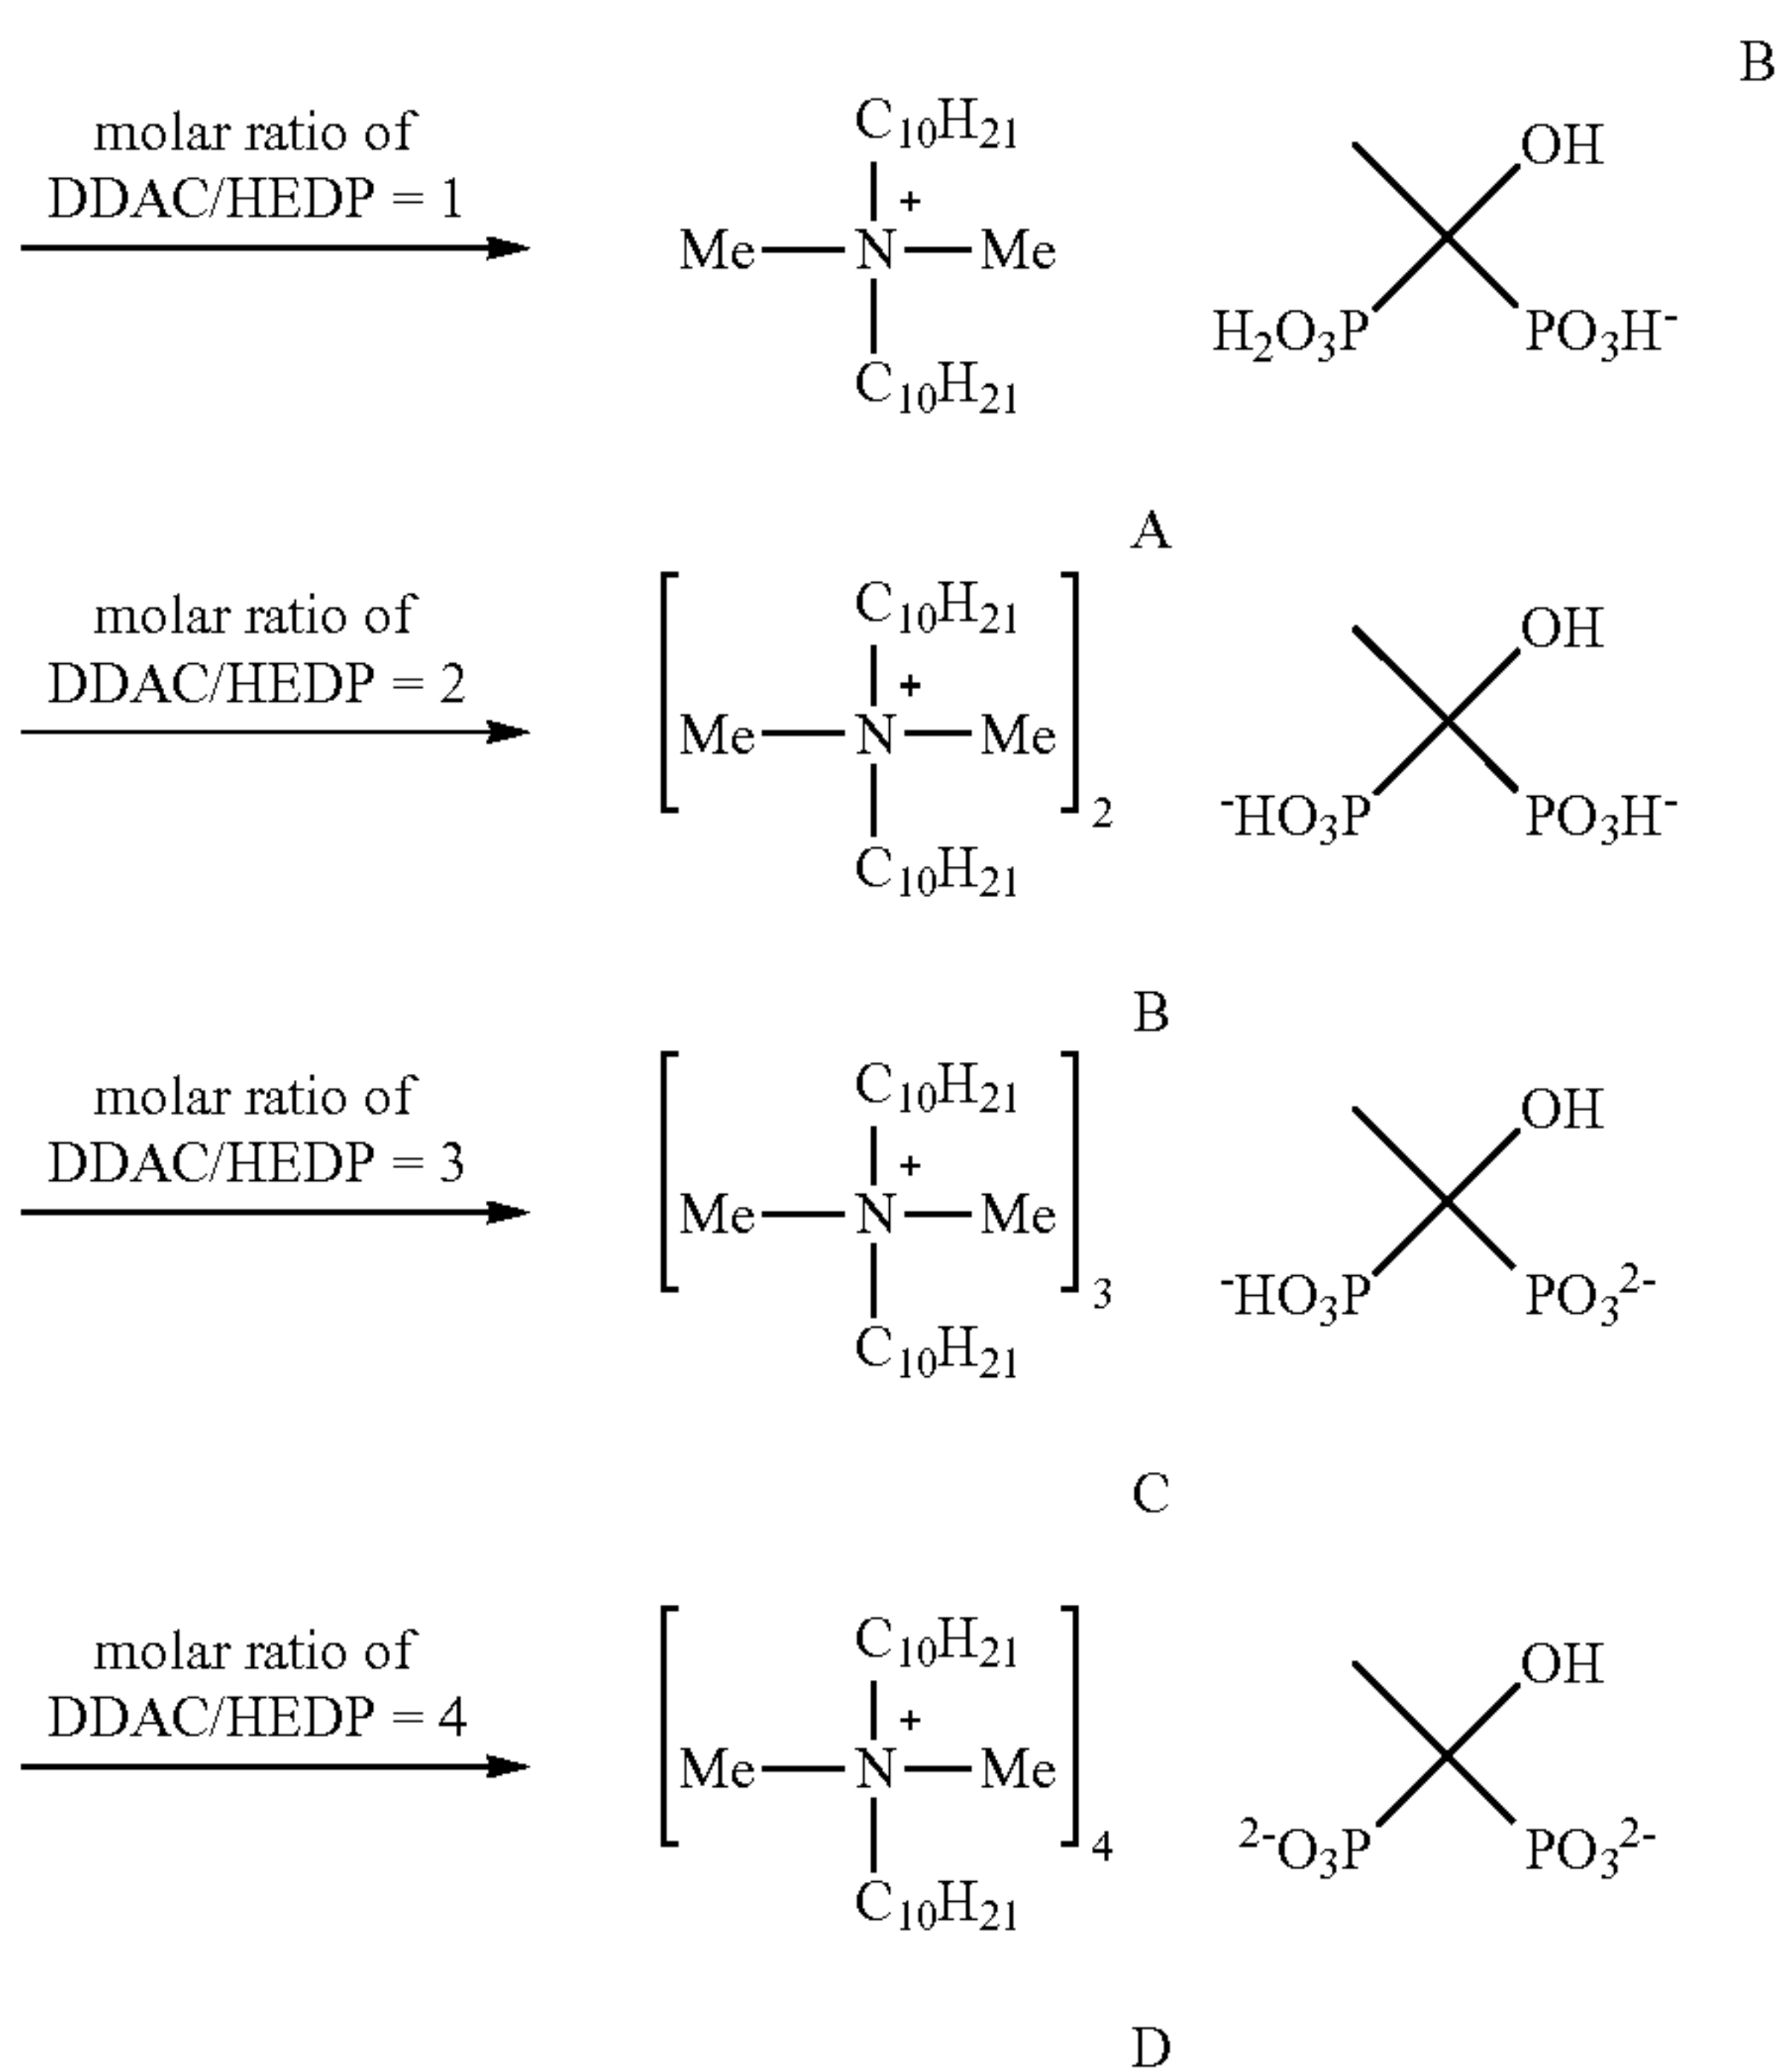 B
molar ratio of
DDAC/HEDP = 1
C10H21
+
Me N Me
C10H21
OH
H2O3P PO3H-
A
molar ratio of
DDAC/HEDP = 2
C10H21
+
Me N Me
2
C10H21
OH
-HO3P PO3H-
B
molar ratio of
DDAC/HEDP = 3
C10H21
+
Me N Me
3
C10H21
OH
-HO3P PO32-
C
molar ratio of
DDAC/HEDP = 4
C10H21
+
Me N Me
4
C10H21
OH
2-O3P PO32-
D